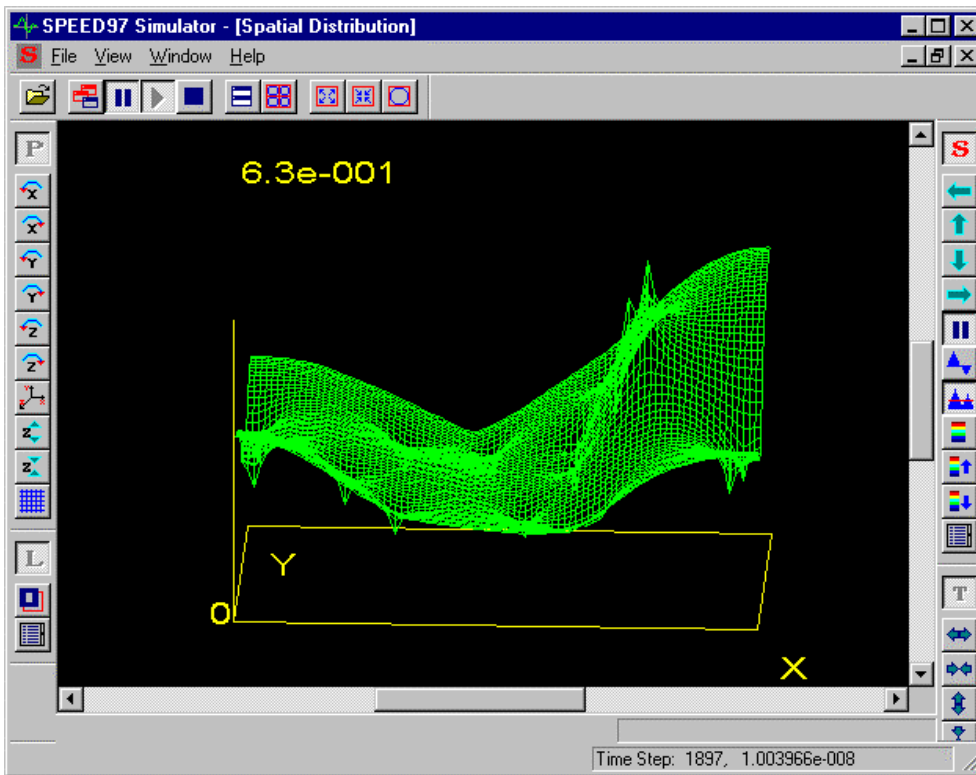 SPEED97 Simulator - [Spatial Distribution]
S File View Window Help
P
6.3e-001
S
X
X
Y
Y
Z
Z
Y
X
Z
Z
Z
L
Y
0
T
X
Time Step: 1897, 1.003966e-008